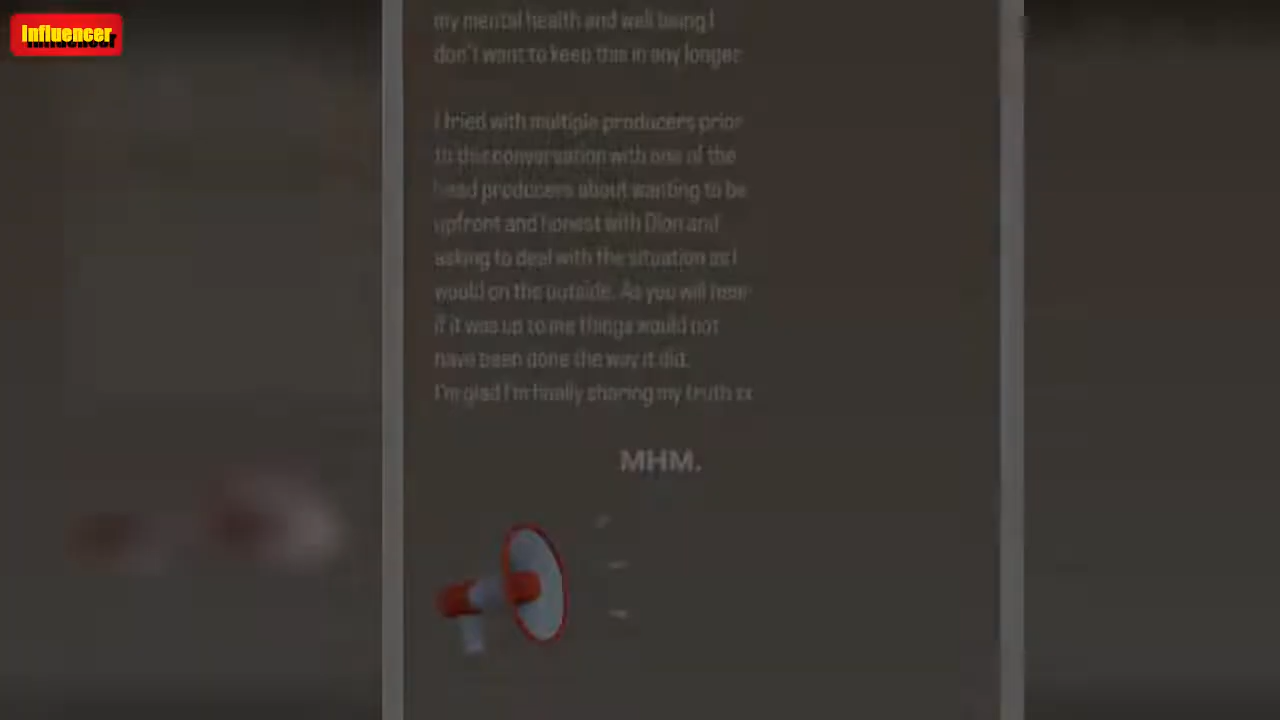 Influencer
my mental health and well being I
don't want to keep this in any longer
I tried with multiple producers prior
to this conversation with one of the
head producers about wanting to be
upfront and honest with Dion and
asking to deal with the situation as I
would on the outside. As you will hear
if it was up to me things would not
have been done the way it did.
I'm glad I'm finally sharing my truth xx
MHM.